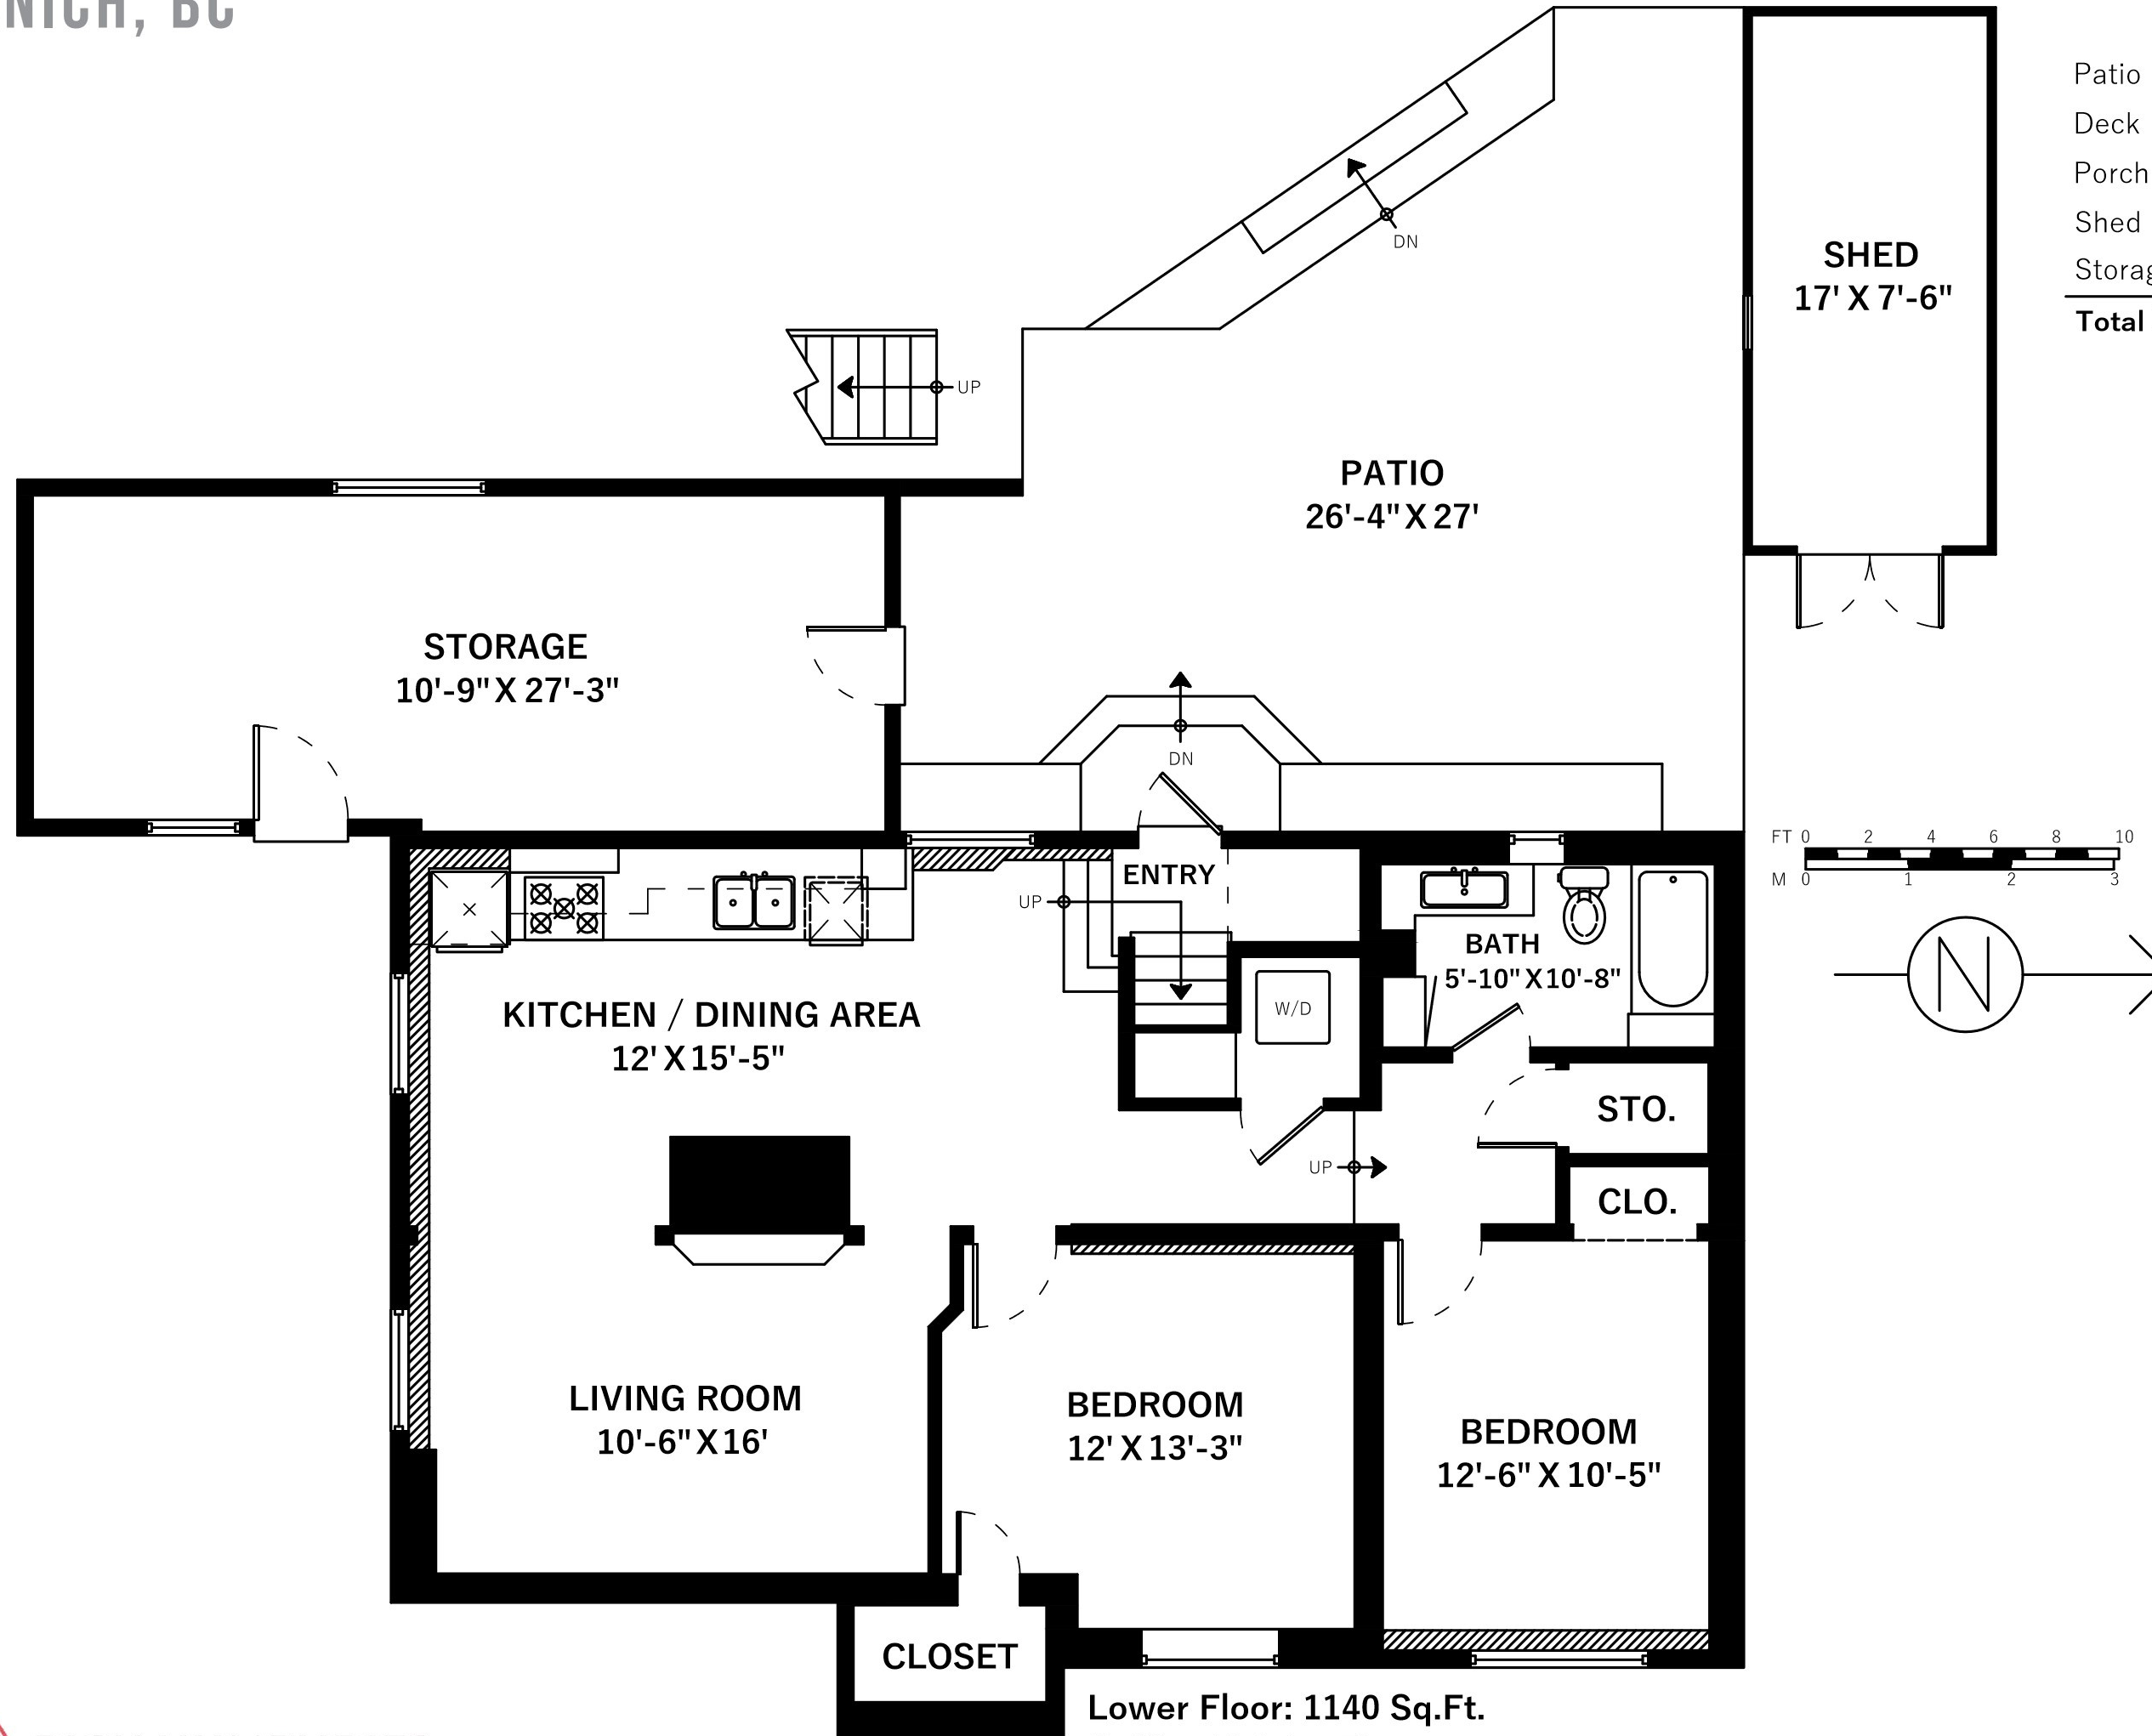 NICH, BC
Patio
Deck
Porch
Shed
Total
SHED
17' X 7'-6"
DN
UP
PATIO
26'-4" X 27'
STORAGE
10'-9" X 27'-3"
DN
FT 0 2 4 6 8 10
M 0 1 2 3
ENTRY
UP
BATH
5'-10" X 10'-8"
N
W/D
KITCHEN / DINING AREA
12' X 15'-5"
STO.
UP
CLO.
LIVING ROOM
10'-6" X 16'
BEDROOM
12' X 13'-3"
BEDROOM
12'-6" X 10'-5"
CLOSET
Lower Floor: 1140 Sq.Ft.